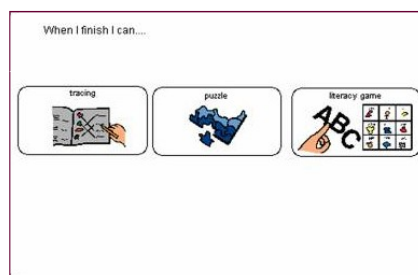 When I finish I can....
tracing
puzzle
literacy game
ABC